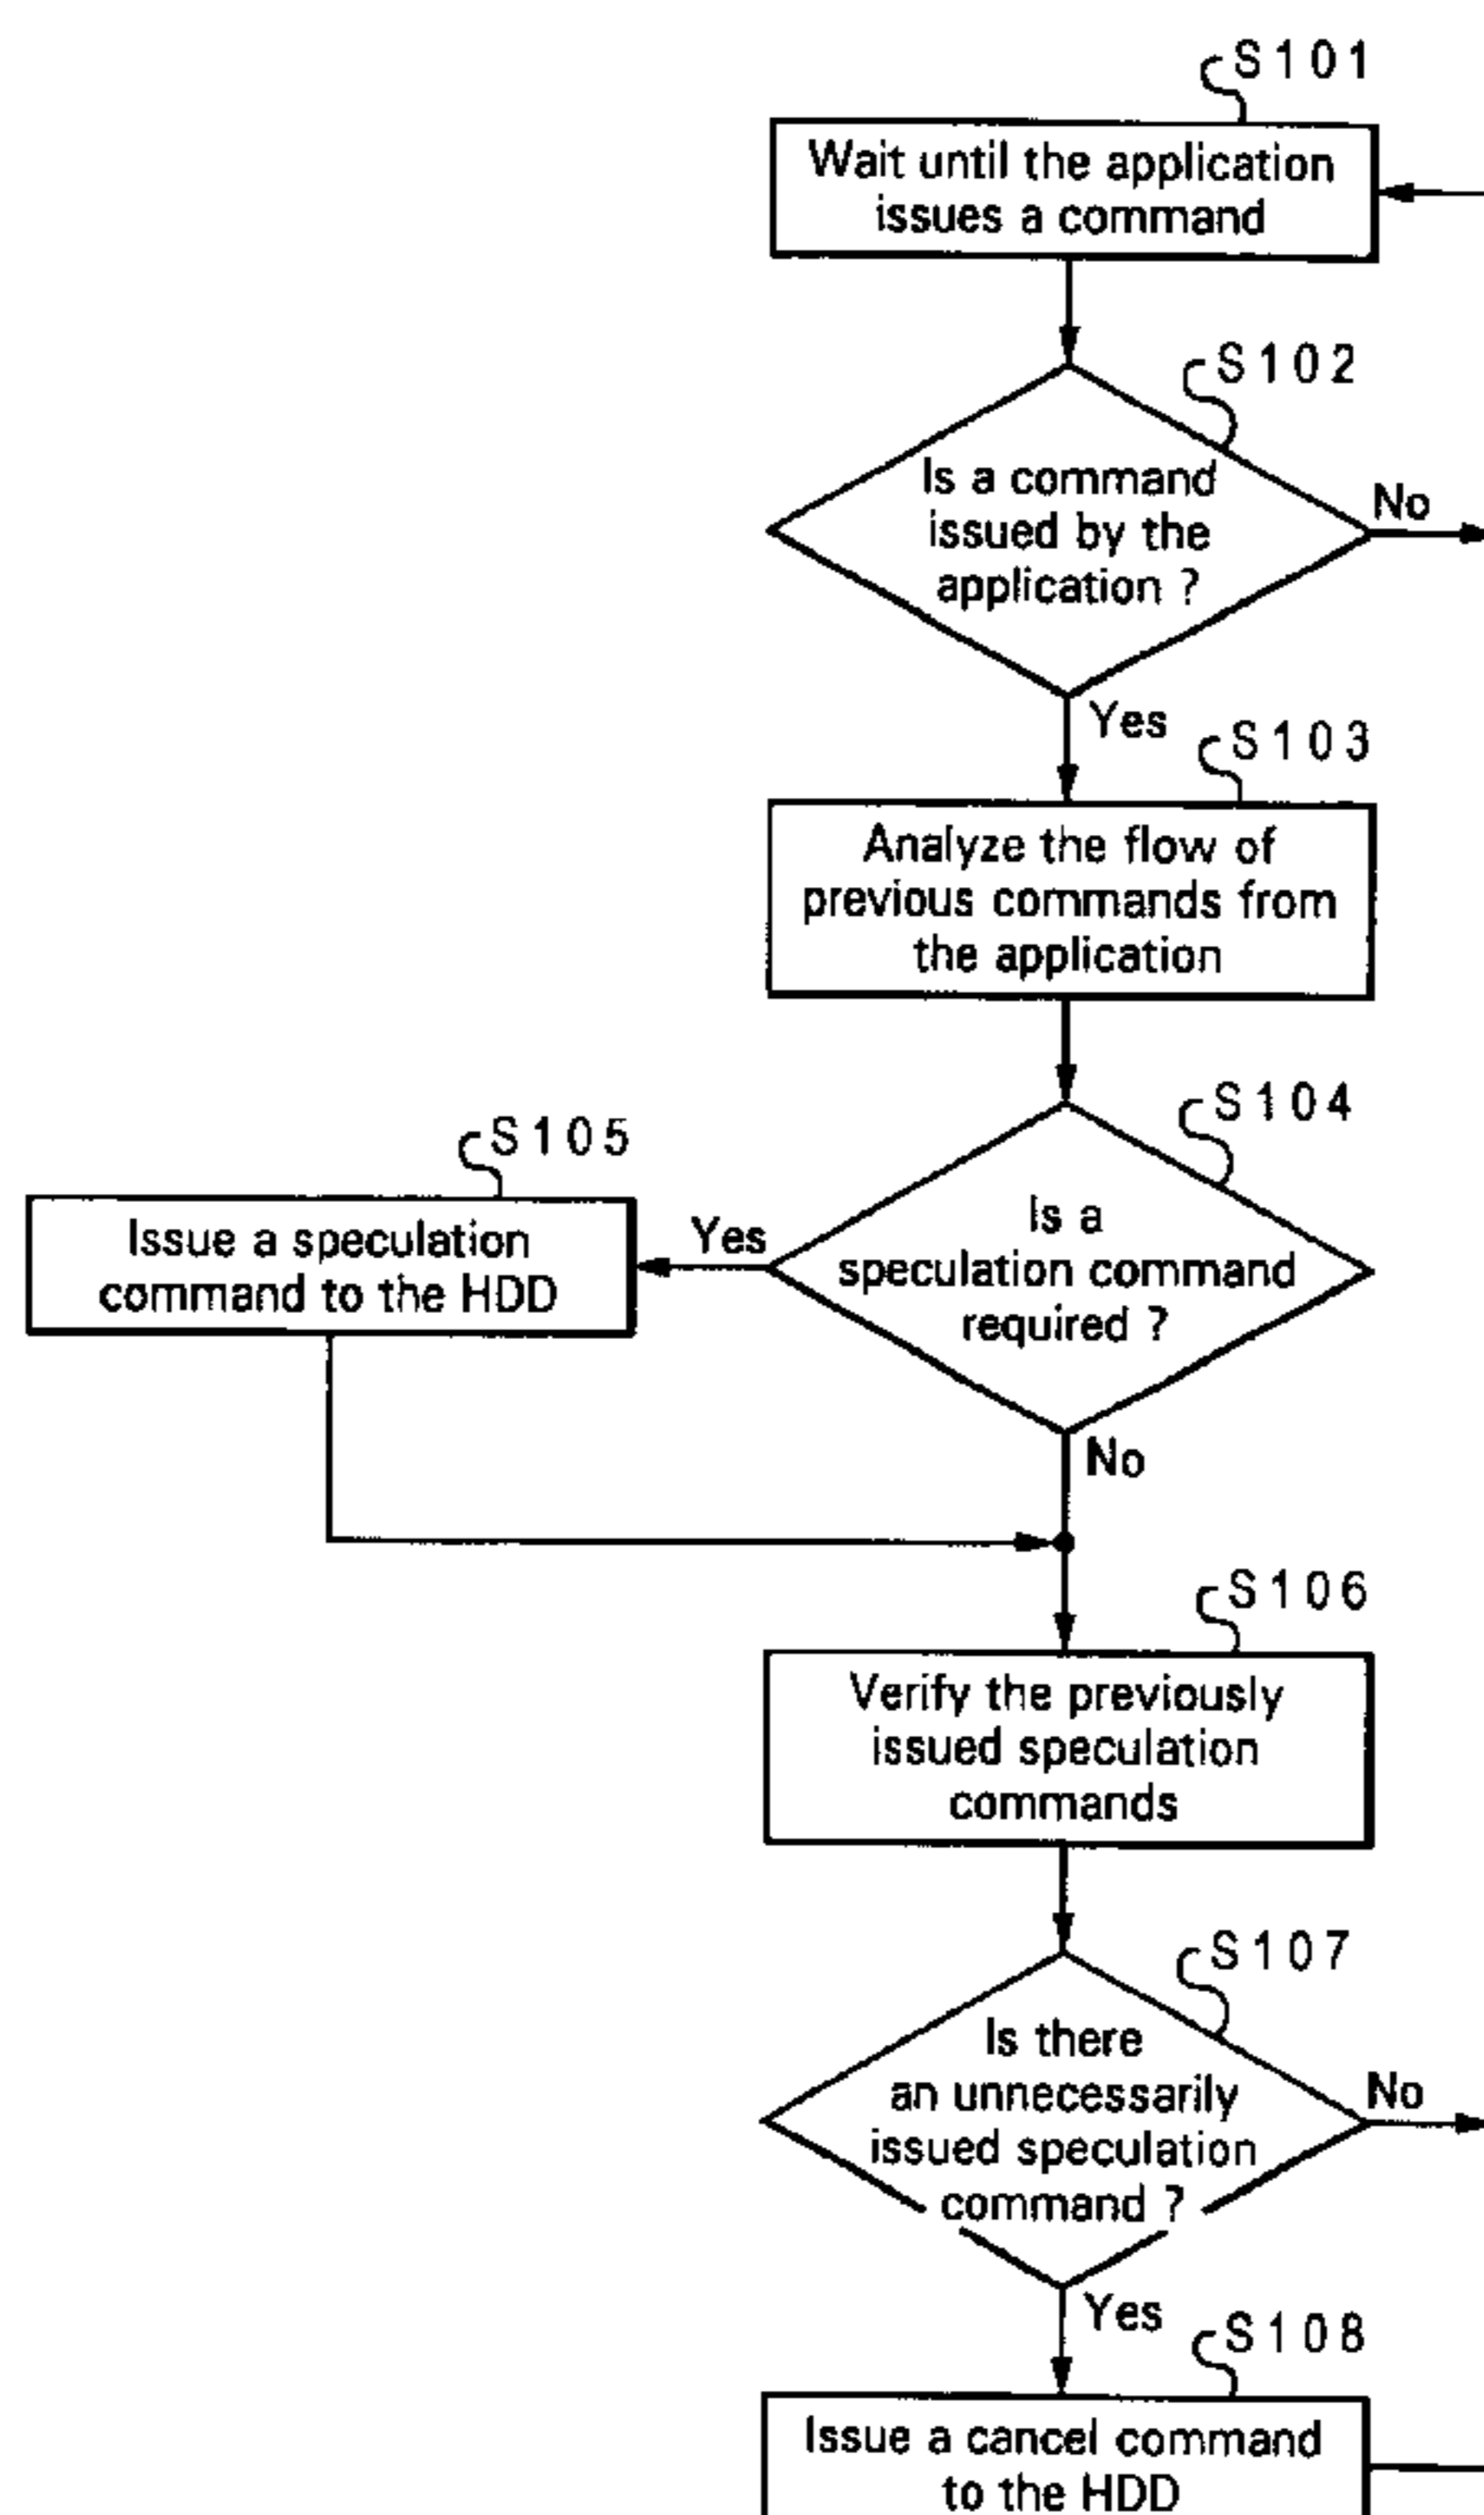 S101
Wait until the application
issues a command
S102
Is a command
issued by the
application ?
No
Yes
S103
Analyze the flow of
previous commands from
the application
S104
S105
Is a
speculation command
required ?
Yes
Issue a speculation
command to the HDD
No
S106
Verify the previously
issued speculation
commands
S107
Is there
an unnecessarily
issued speculation
command ?
No
Yes
S108
Issue a cancel command
to the HDD